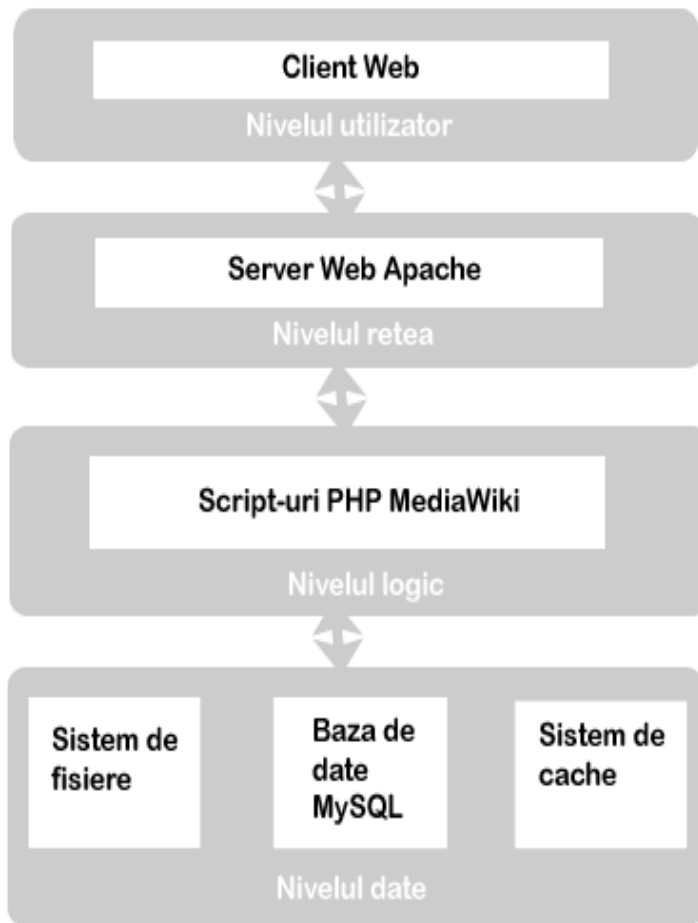 Client Web
Nivelul utilizator
Server Web Apache
Nivelul retea
Script-uri PHP MediaWiki
Nivelul logic
Sistem de
fisiere
Baza de
date
MySQL
Sistem de
cache
Nivelul date